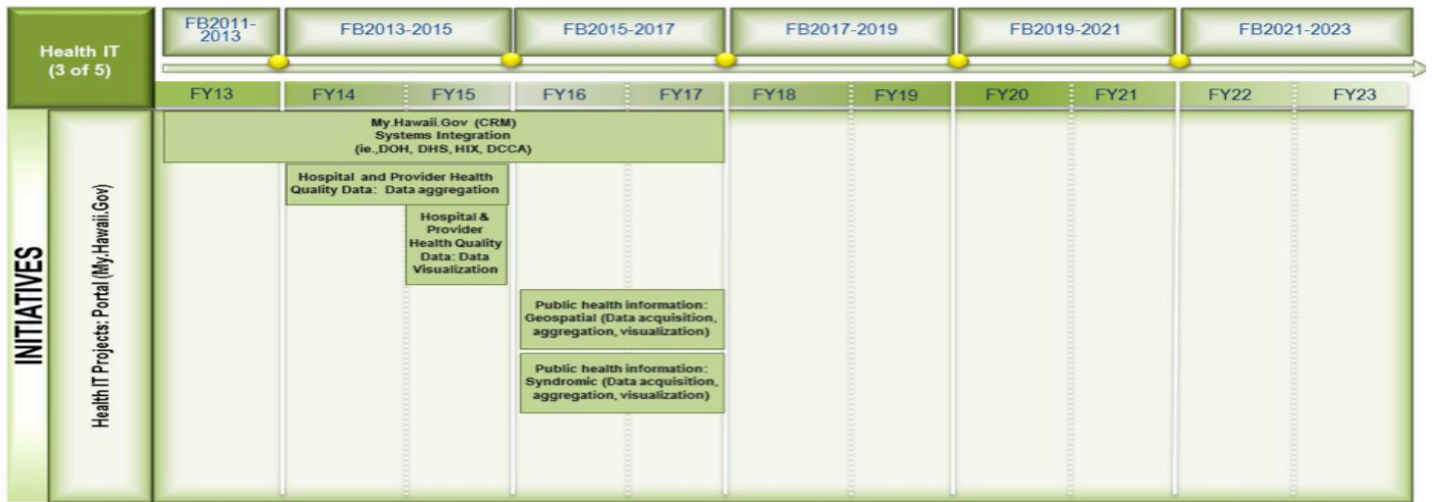 Health IT
(3 of 5)
FB2011-
2013
FB2013-2015
FB2015-2017
FB2017-2019
FB2019-2021
FB2021-2023
FY13
FY14
FY15
FY16
FY17
FY18
FY19
FY20
FY21
FY22
FY23
INITIATIVES
Health IT Projects: Portal (My.Hawaii.Gov)
My.Hawaii.Gov (CRM)
Systems Integration
(ie.,DOH, DHS, HIX, DCCA)
Hospital and Provider Health
Quality Data: Data aggregation
Hospital &
Provider
Health Quality
Data: Data
Visualization
Public health information:
Geospatial (Data acquisition,
aggregation, visualization)
Public health information:
Syndromic (Data acquisition,
aggregation, visualization)